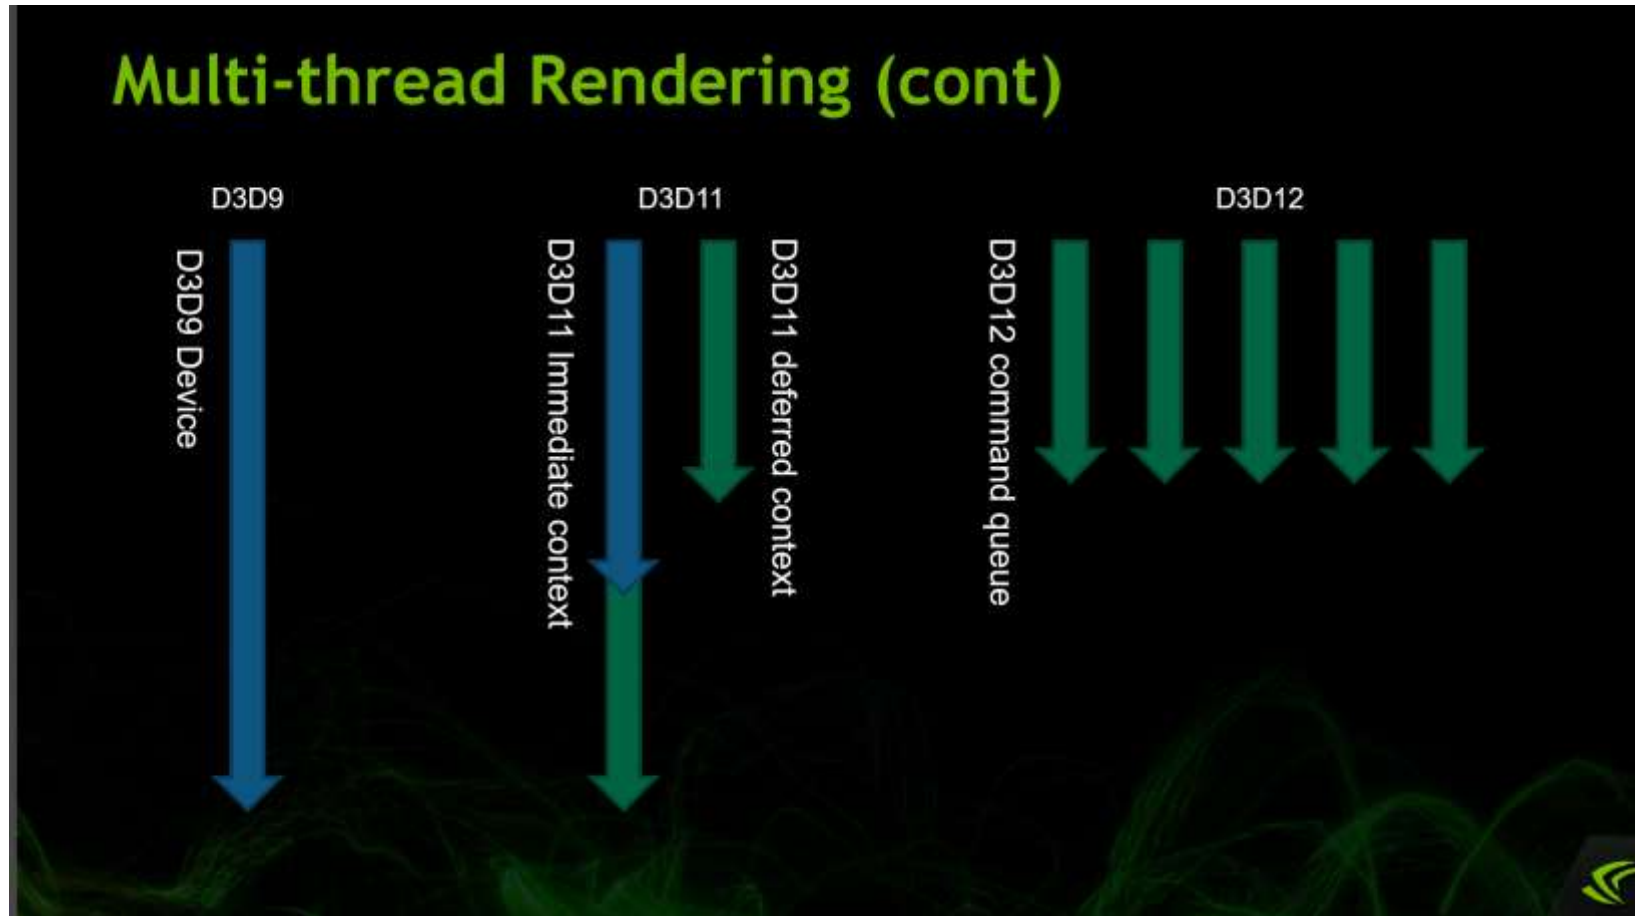 Multi-thread Rendering (cont)
D3D9
D3D9 Device
D3D11
D3D11 Immediate context
D3D11 deferred context
D3D12
D3D12 command queue